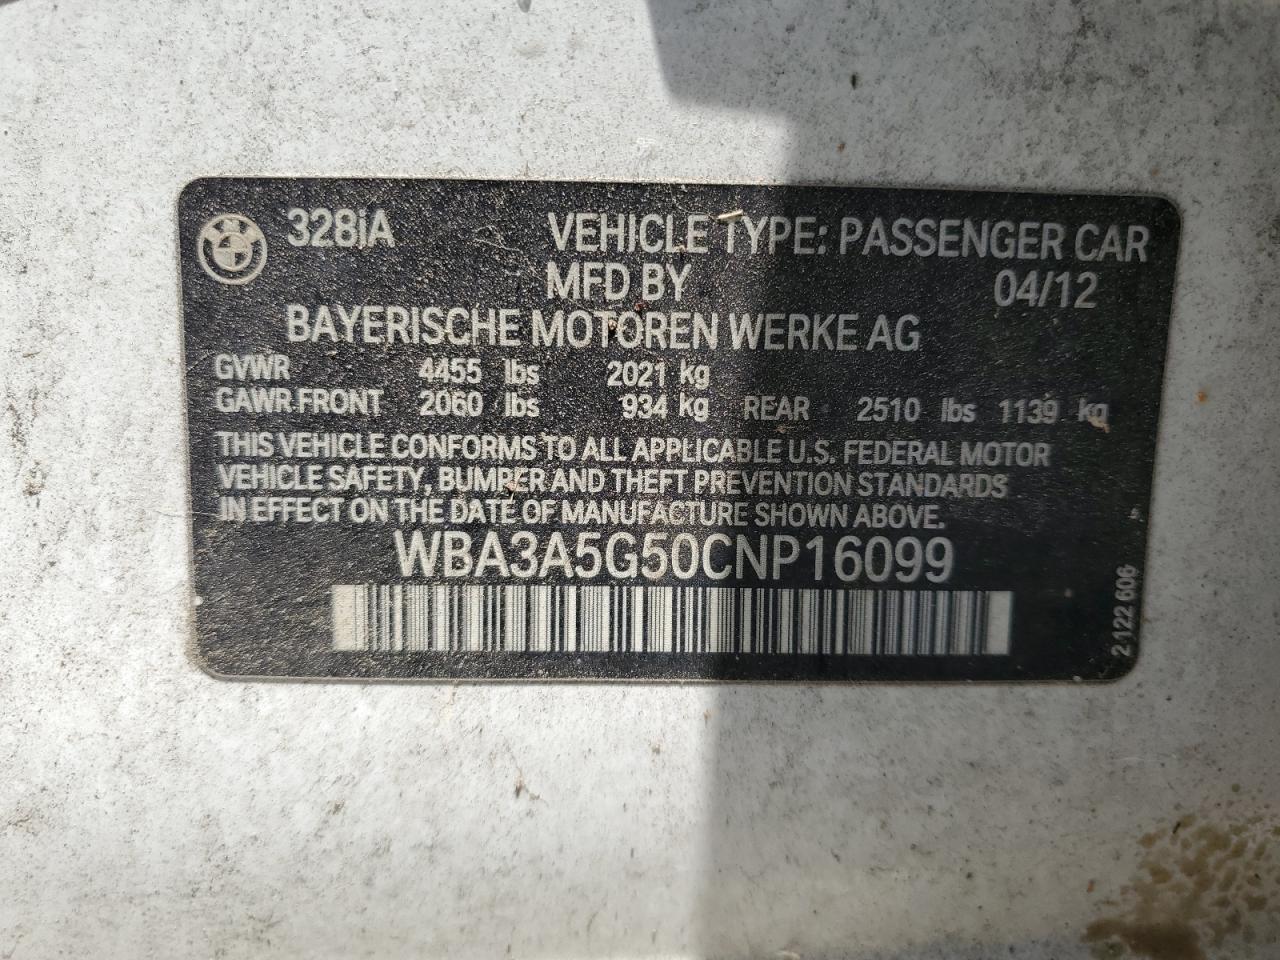 328iA VEHICLE TYPE: PASSENGER CAR
MFD BY 04/12
BAYERISCHE MOTOREN WERKE AG
GVWR 4455 lbs 2021 kg
GAWR FRONT 2060 lbs 934 kg REAR 2510 lbs 1139 kg
THIS VEHICLE CONFORMS TO ALL APPLICABLE U.S. FEDERAL MOTOR
VEHICLE SAFETY, BUMPER AND THEFT PREVENTION STANDARDS
IN EFFECT ON THE DATE OF MANUFACTURE SHOWN ABOVE.
WBA3A5G50CNP16099
2 122 606